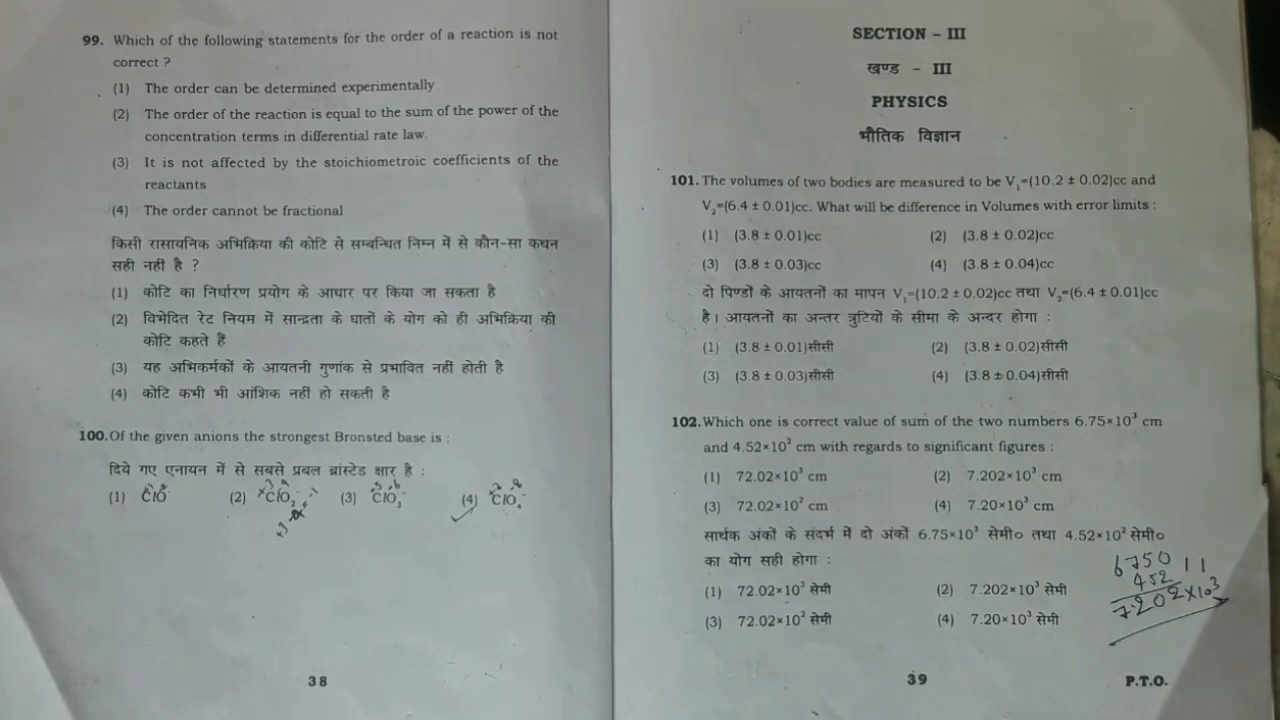 99. Which of the following statements for the order of a reaction is not
correct ?
(1) The order can be determined experimentally
(2) The order of the reaction is equal to the sum of the power of the
concentration terms in differential rate law.
(3) It is not affected by the stoichiometroic coefficients of the
reactants
(4) The order cannot be fractional
किसी रासायनिक अभिक्रिया की कोटि से सम्बन्धित निम्न में से कौन-सा कथन
सही नहीं है ?
(1) कोटि का निर्धारण प्रयोग के आधार पर किया जा सकता है
(2) विभेदित रेट नियम में सान्द्रता के घातों के योग को ही अभिक्रिया की
कोटि कहते हैं
(3) यह अभिकर्मकों के आयतनी गुणांक से प्रभावित नहीं होती है
(4) कोटि कभी भी आंशिक नहीं हो सकती है
100. Of the given anions the strongest Bronsted base is :
दिये गए एनायन में से सबसे प्रबल ब्रांस्टेड क्षार है :
(1) ClO⁻ (2) ClO₂⁻ (3) ClO₃⁻ (4) ClO₄⁻
38
SECTION – III
खण्ड – III
PHYSICS
भौतिक विज्ञान
101. The volumes of two bodies are measured to be V₁=(10.2 ± 0.02)cc and
V₂=(6.4 ± 0.01)cc. What will be difference in Volumes with error limits :
(1) (3.8 ± 0.01)cc (2) (3.8 ± 0.02)cc
(3) (3.8 ± 0.03)cc (4) (3.8 ± 0.04)cc
दो पिण्डों के आयतनों का मापन V₁=(10.2 ± 0.02)cc तथा V₂=(6.4 ± 0.01)cc
है। आयतनों का अन्तर त्रुटियों के सीमा के अन्दर होगा :
(1) (3.8 ± 0.01)सीसी (2) (3.8 ± 0.02)सीसी
(3) (3.8 ± 0.03)सीसी (4) (3.8 ± 0.04)सीसी
102. Which one is correct value of sum of the two numbers 6.75×10³ cm
and 4.52×10² cm with regards to significant figures :
(1) 72.02×10³ cm (2) 7.202×10³ cm
(3) 72.02×10² cm (4) 7.20×10³ cm
सार्थक अंकों के संदर्भ में दो अंकों 6.75×10³ सेमी० तथा 4.52×10² सेमी०
का योग सही होगा :
(1) 72.02×10³ सेमी (2) 7.202×10³ सेमी
(3) 72.02×10² सेमी (4) 7.20×10³ सेमी
6750 11
452
7.202×10³
39
P.T.O.